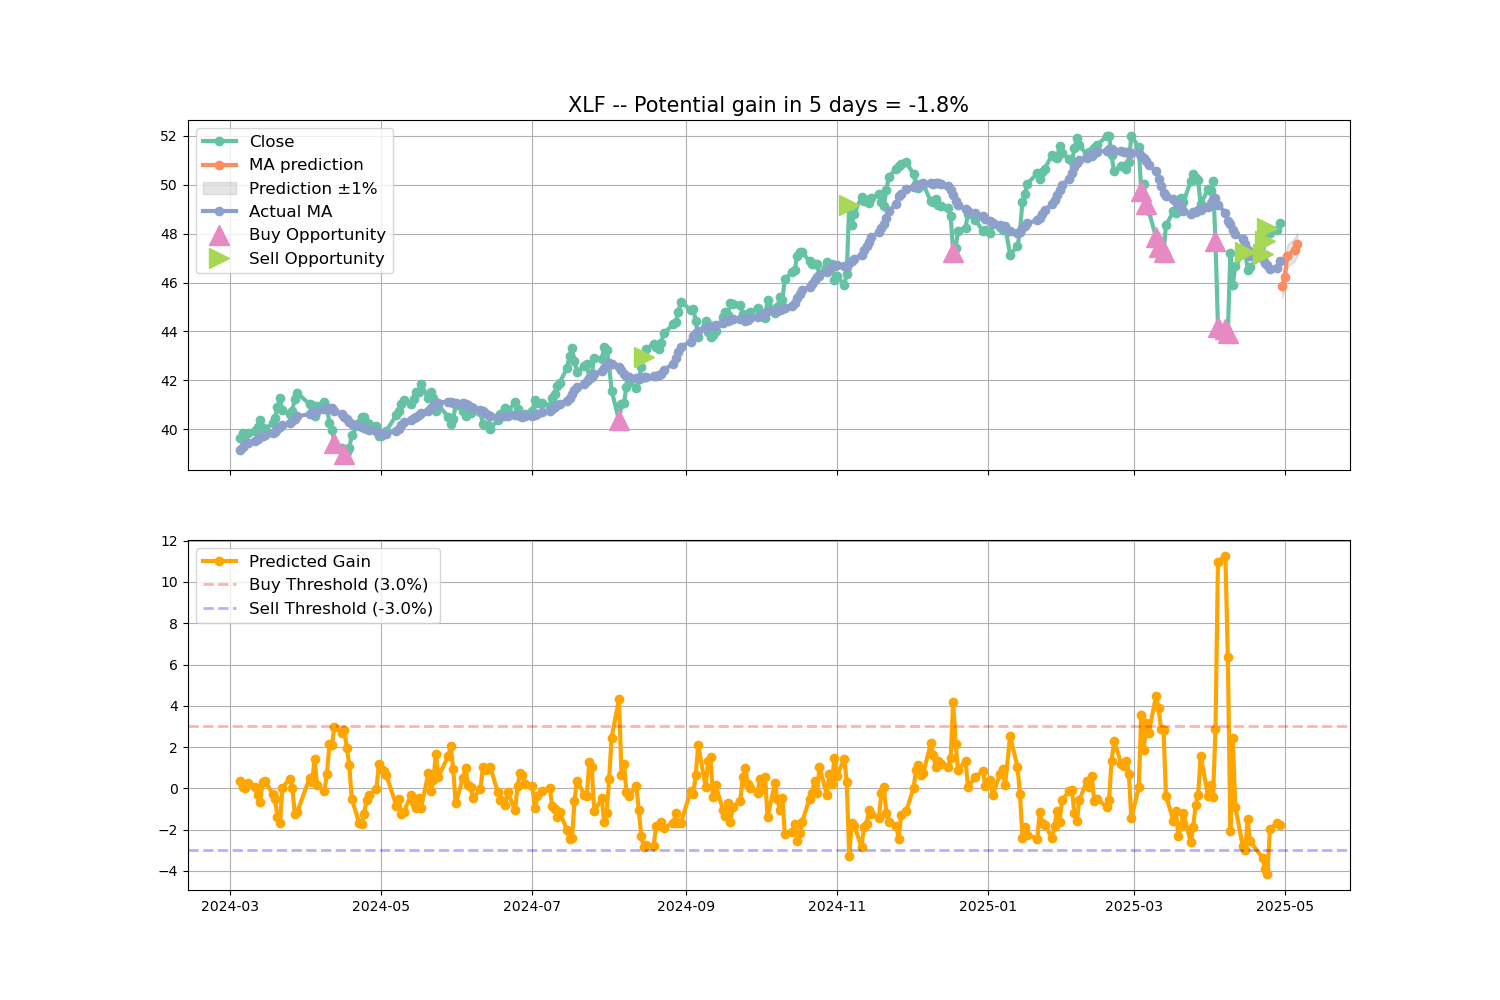 XLF -- Potential gain in 5 days = -1.8%
52
50
48
46
44
42
40
Close
MA prediction
Prediction ±1%
Actual MA
Buy Opportunity
Sell Opportunity
12
10
8
6
4
2
0
−2
−4
Predicted Gain
Buy Threshold (3.0%)
Sell Threshold (-3.0%)
2024-03
2024-05
2024-07
2024-09
2024-11
2025-01
2025-03
2025-05